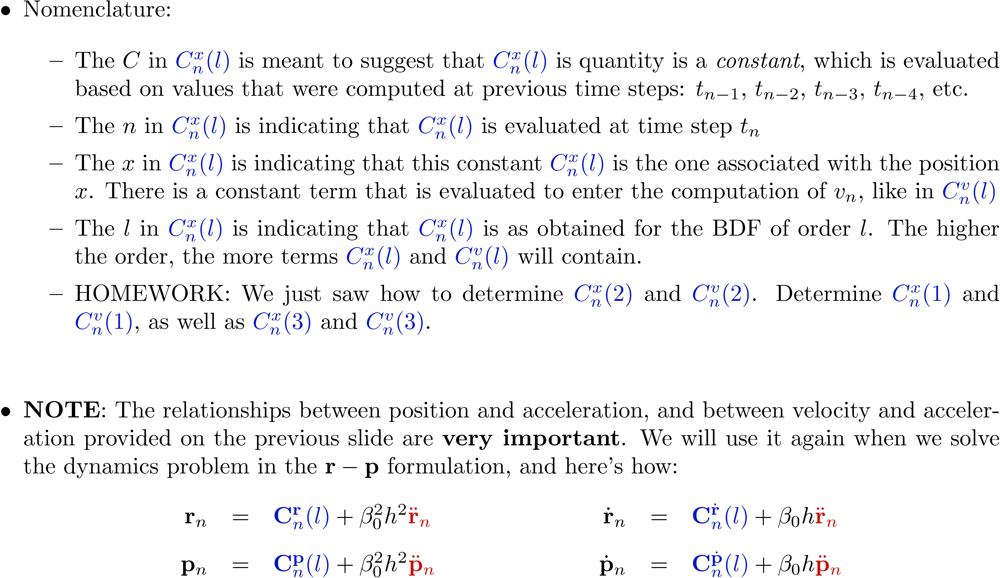 • Nomenclature:
– The $C$ in $C_n^x(l)$ is meant to suggest that $C_n^x(l)$ is quantity is a constant, which is evaluated
based on values that were computed at previous time steps: $t_{n-1}$, $t_{n-2}$, $t_{n-3}$, $t_{n-4}$, etc.
– The $n$ in $C_n^x(l)$ is indicating that $C_n^x(l)$ is evaluated at time step $t_n$
– The $x$ in $C_n^x(l)$ is indicating that this constant $C_n^x(l)$ is the one associated with the position
$x$. There is a constant term that is evaluated to enter the computation of $v_n$, like in $C_n^v(l)$
– The $l$ in $C_n^x(l)$ is indicating that $C_n^x(l)$ is as obtained for the BDF of order $l$. The higher
the order, the more terms $C_n^x(l)$ and $C_n^v(l)$ will contain.
– HOMEWORK: We just saw how to determine $C_n^x(2)$ and $C_n^v(2)$. Determine $C_n^x(1)$ and
$C_n^v(1)$, as well as $C_n^x(3)$ and $C_n^v(3)$.
• NOTE: The relationships between position and acceleration, and between velocity and acceler-
ation provided on the previous slide are very important. We will use it again when we solve
the dynamics problem in the $\mathbf{r} - \mathbf{p}$ formulation, and here's how:
$\mathbf{r}_n = \mathbf{C}_n^{\mathbf{r}}(l) + \beta_0^2 h^2 \ddot{\mathbf{r}}_n$ $\dot{\mathbf{r}}_n = \mathbf{C}_n^{\dot{\mathbf{r}}}(l) + \beta_0 h \ddot{\mathbf{r}}_n$
$\mathbf{p}_n = \mathbf{C}_n^{\mathbf{p}}(l) + \beta_0^2 h^2 \ddot{\mathbf{p}}_n$ $\dot{\mathbf{p}}_n = \mathbf{C}_n^{\dot{\mathbf{p}}}(l) + \beta_0 h \ddot{\mathbf{p}}_n$